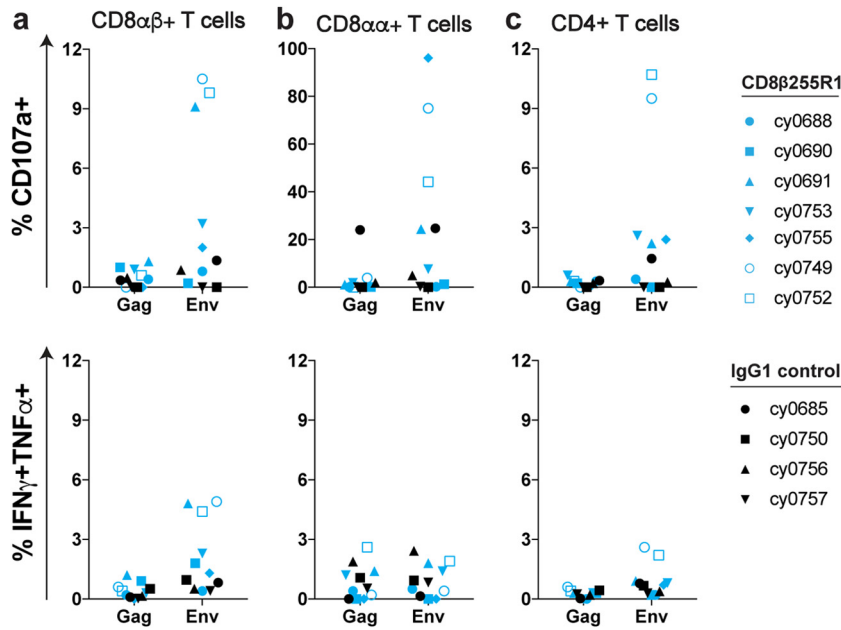 a CD8αβ+ T cells
b CD8αα+ T cells
c CD4+ T cells
% CD107a+
12
9
6
3
0
Gag Env
100
80
60
40
20
0
Gag Env
12
9
6
3
0
Gag Env
CD8β255R1
cy0688
cy0690
cy0691
cy0753
cy0755
cy0749
cy0752
% IFNγ+TNFα+
12
9
6
3
0
Gag Env
12
9
6
3
0
Gag Env
12
9
6
3
0
Gag Env
IgG1 control
cy0685
cy0750
cy0756
cy0757